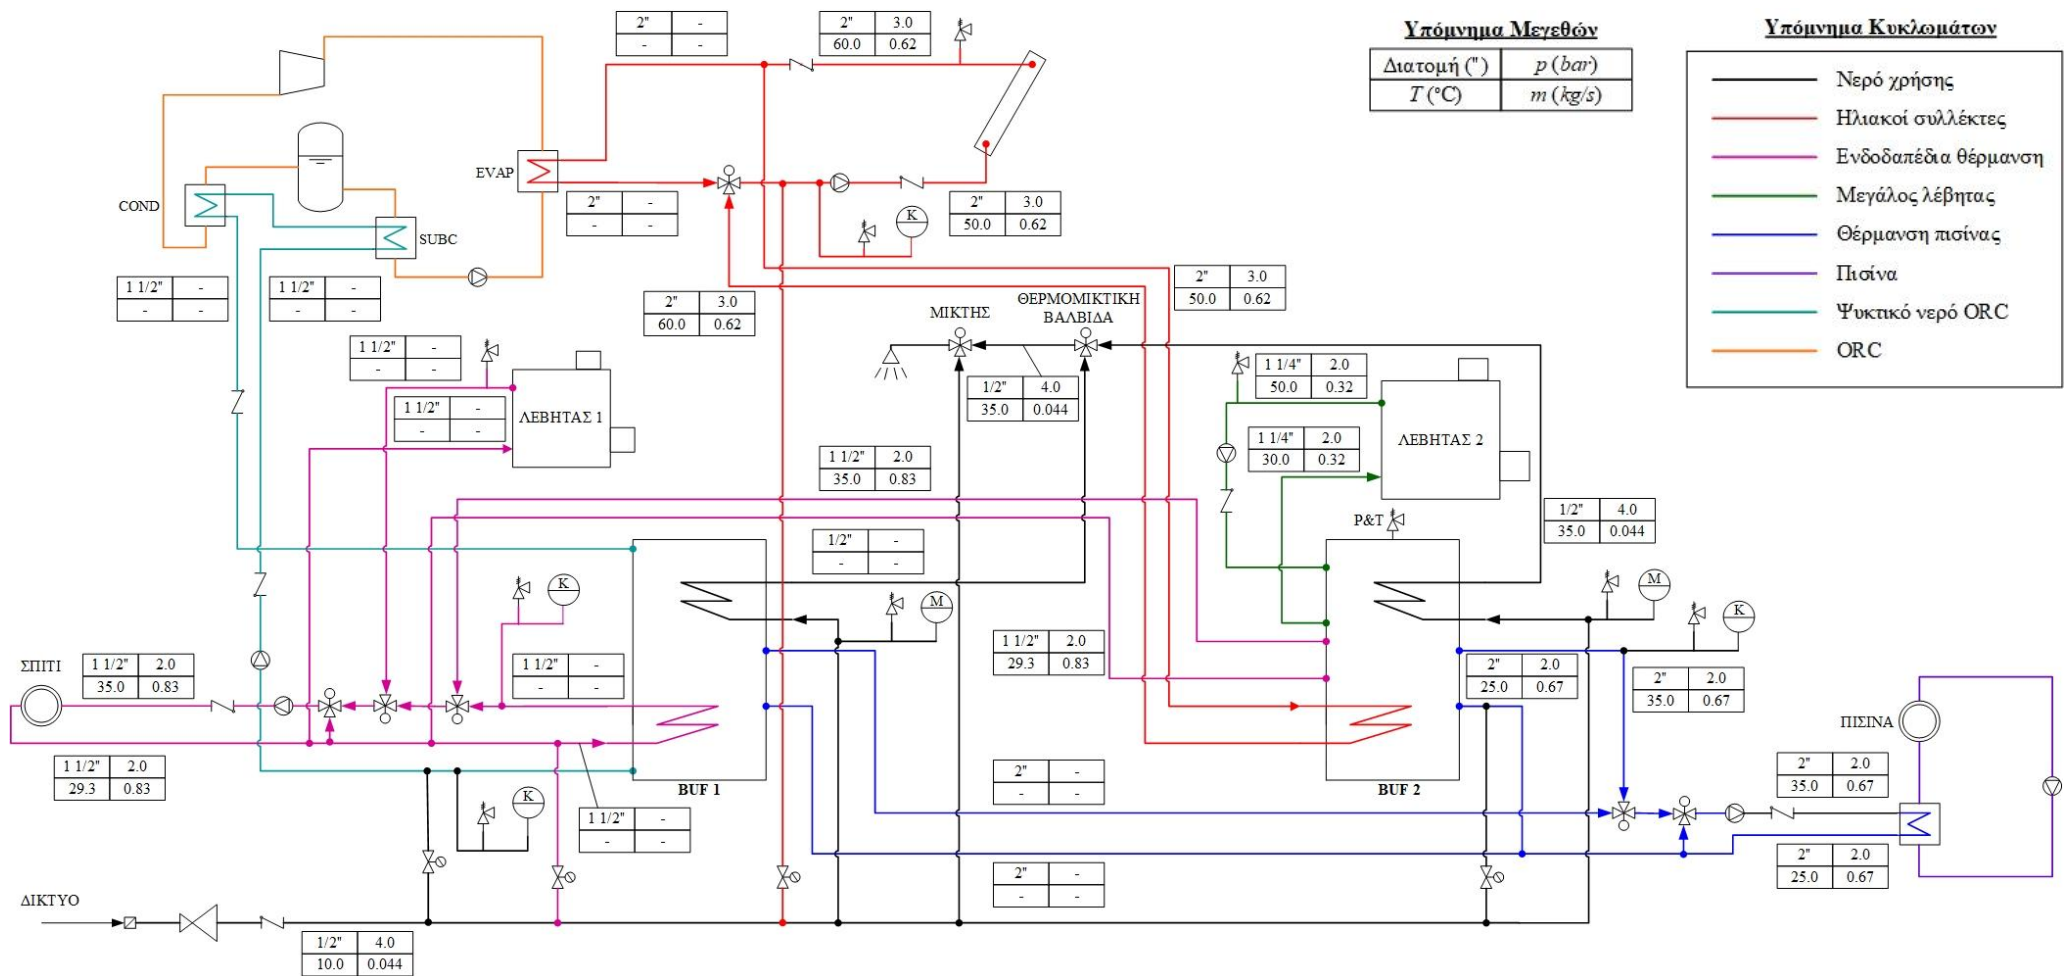 2" -
- -
2" 3.0
60.0 0.62
Υπόμνημα Μεγεθών
Διατομή (") p (bar)
T (°C) m (kg/s)
Υπόμνημα Κυκλωμάτων
Νερό χρήσης
Ηλιακοί συλλέκτες
Ενδοδαπέδια θέρμανση
Μεγάλος λέβητας
Θέρμανση πισίνας
Πισίνα
Ψυκτικό νερό ORC
ORC
EVAP
COND
SUBC
2" -
- -
K
2" 3.0
50.0 0.62
1 1/2" -
- -
1 1/2" -
- -
2" 3.0
60.0 0.62
2" 3.0
50.0 0.62
ΜΙΚΤΗΣ
ΘΕΡΜΟΜΙΚΤΙΚΗ
ΒΑΛΒΙΔΑ
1 1/2" -
- -
1 1/2" -
- -
ΛΕΒΗΤΑΣ 1
1/2" 4.0
35.0 0.044
1 1/4" 2.0
50.0 0.32
1 1/4" 2.0
30.0 0.32
ΛΕΒΗΤΑΣ 2
1 1/2" 2.0
35.0 0.83
1/2" 4.0
35.0 0.044
P&T
1/2" -
- -
K
M
M
K
1 1/2" 2.0
29.3 0.83
ΣΠΙΤΙ
1 1/2" 2.0
35.0 0.83
1 1/2" -
- -
2" 2.0
25.0 0.67
2" 2.0
35.0 0.67
ΠΙΣΙΝΑ
1 1/2" 2.0
29.3 0.83
BUF 1
BUF 2
K
1 1/2" -
- -
2" -
- -
2" 2.0
35.0 0.67
2" 2.0
25.0 0.67
2" -
- -
ΔΙΚΤΥΟ
1/2" 4.0
10.0 0.044